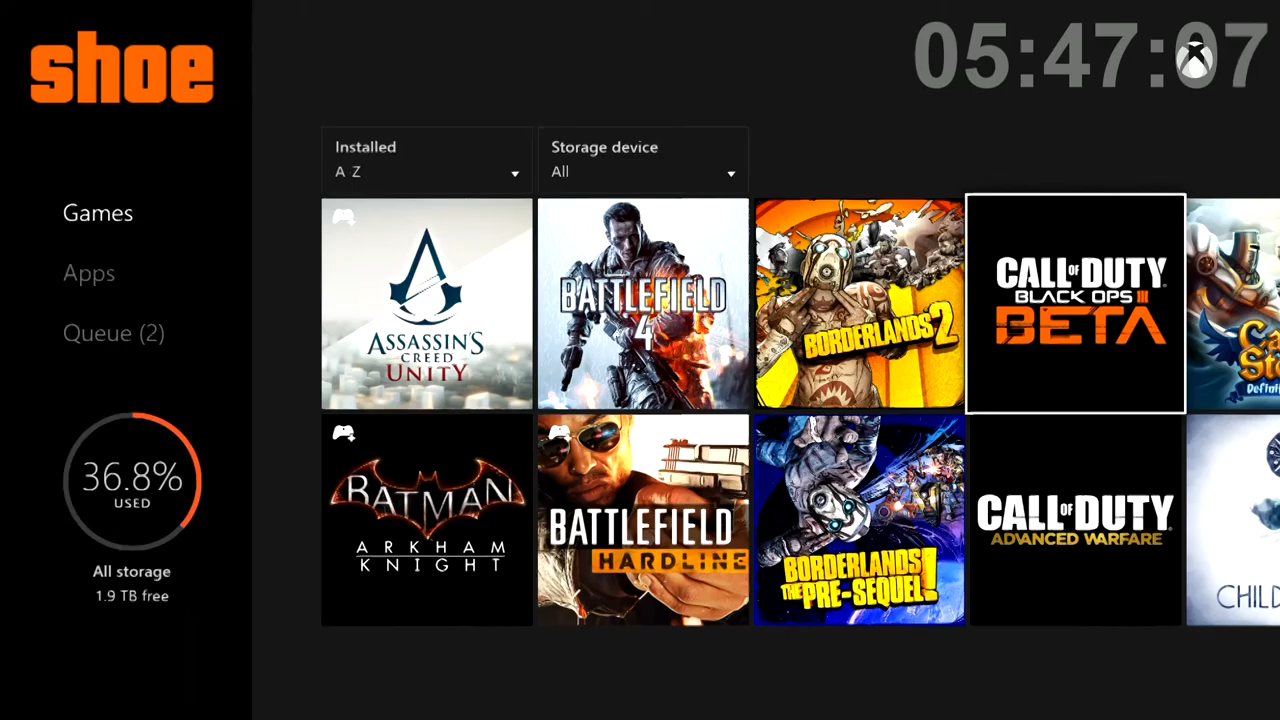 shoe
05:47:07
Games
Apps
Queue (2)
36.8%
USED
All storage
1.9 TB free
Installed
A Z
Storage device
All
ASSASSIN'S
CREED
UNITY
BATTLEFIELD
4
BORDERLANDS 2
CALL OF DUTY
BLACK OPS III
BETA
Defini
BATMAN
ARKHAM
KNIGHT
BATTLEFIELD
HARDLINE
BORDERLANDS
THE PRE-SEQUEL!
CALL OF DUTY
ADVANCED WARFARE
CHILD